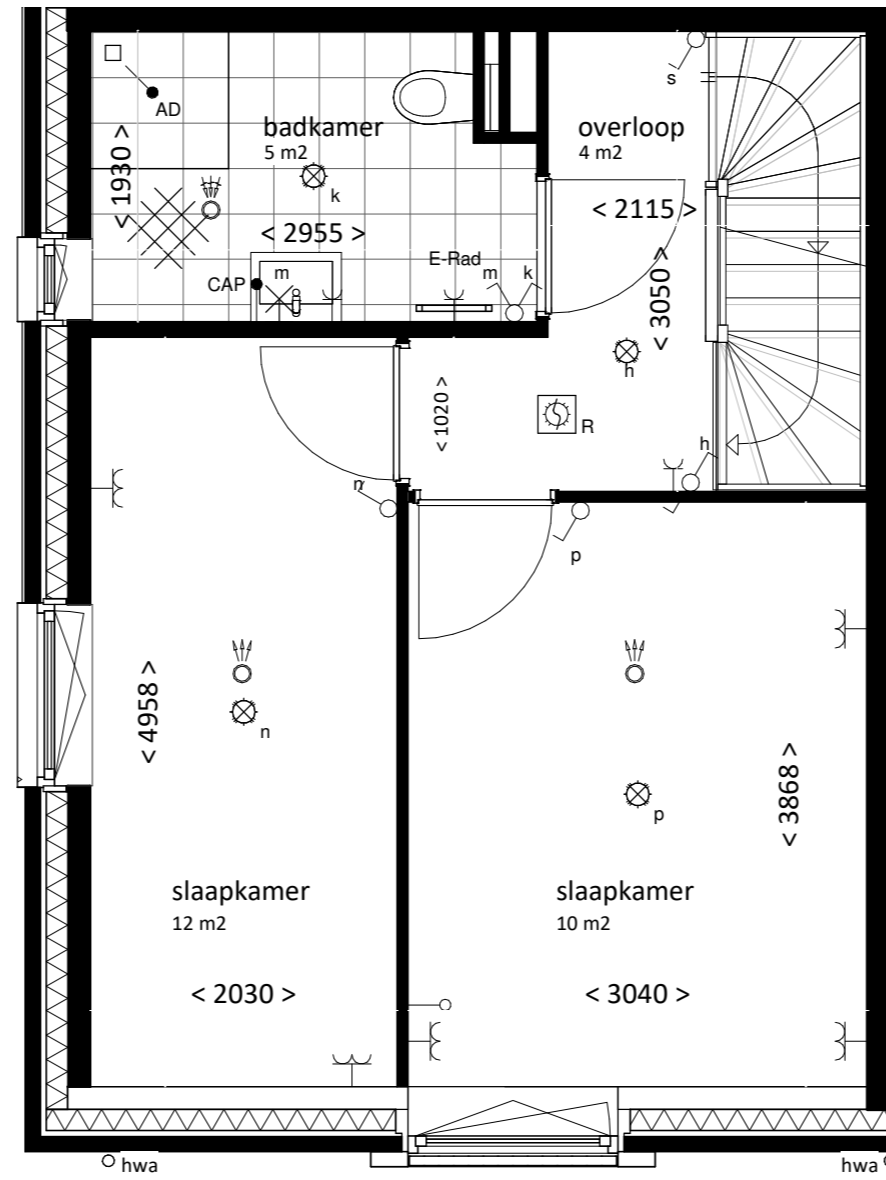 s
AD
badkamer
5 m2
overloop
4 m2
< 1930 >
k
< 2115 >
< 2955 >
E-Rad
CAP
m
m
k
< 3050 >
h
< 1020 >
R
h
n
p
< 4958 >
n
< 3868 >
p
slaapkamer
12 m2
slaapkamer
10 m2
< 2030 >
< 3040 >
hwa
hwa